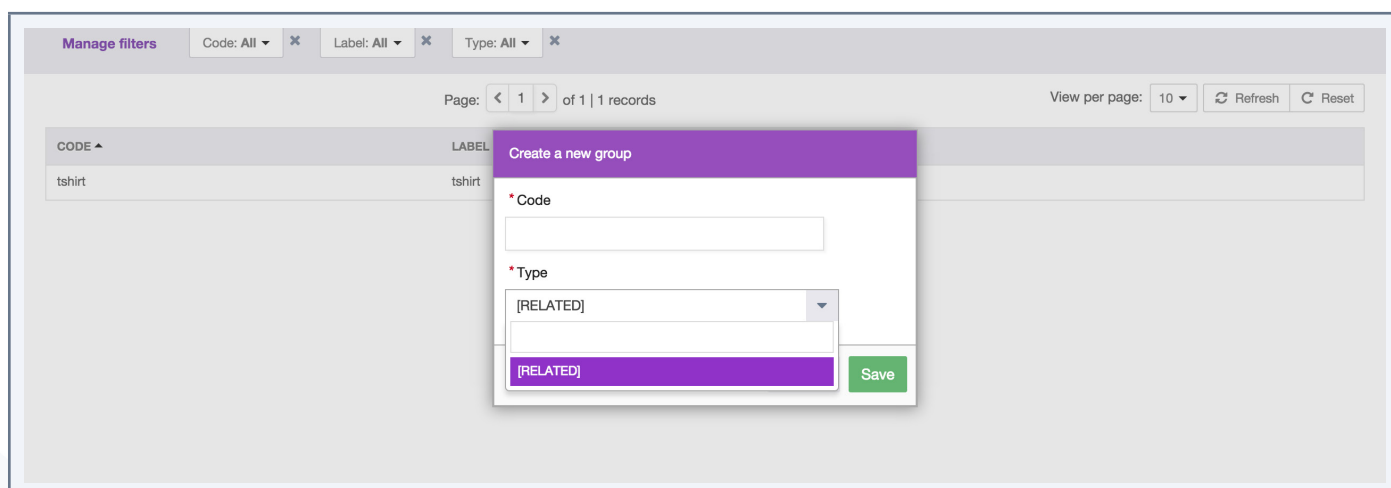 Manage filters Code: All Label: All Type: All
Page: 1 of 1 | 1 records View per page: 10 Refresh Reset
CODE LABEL
tshirt tshirt
Create a new group
* Code
* Type
[RELATED]
[RELATED]
Save